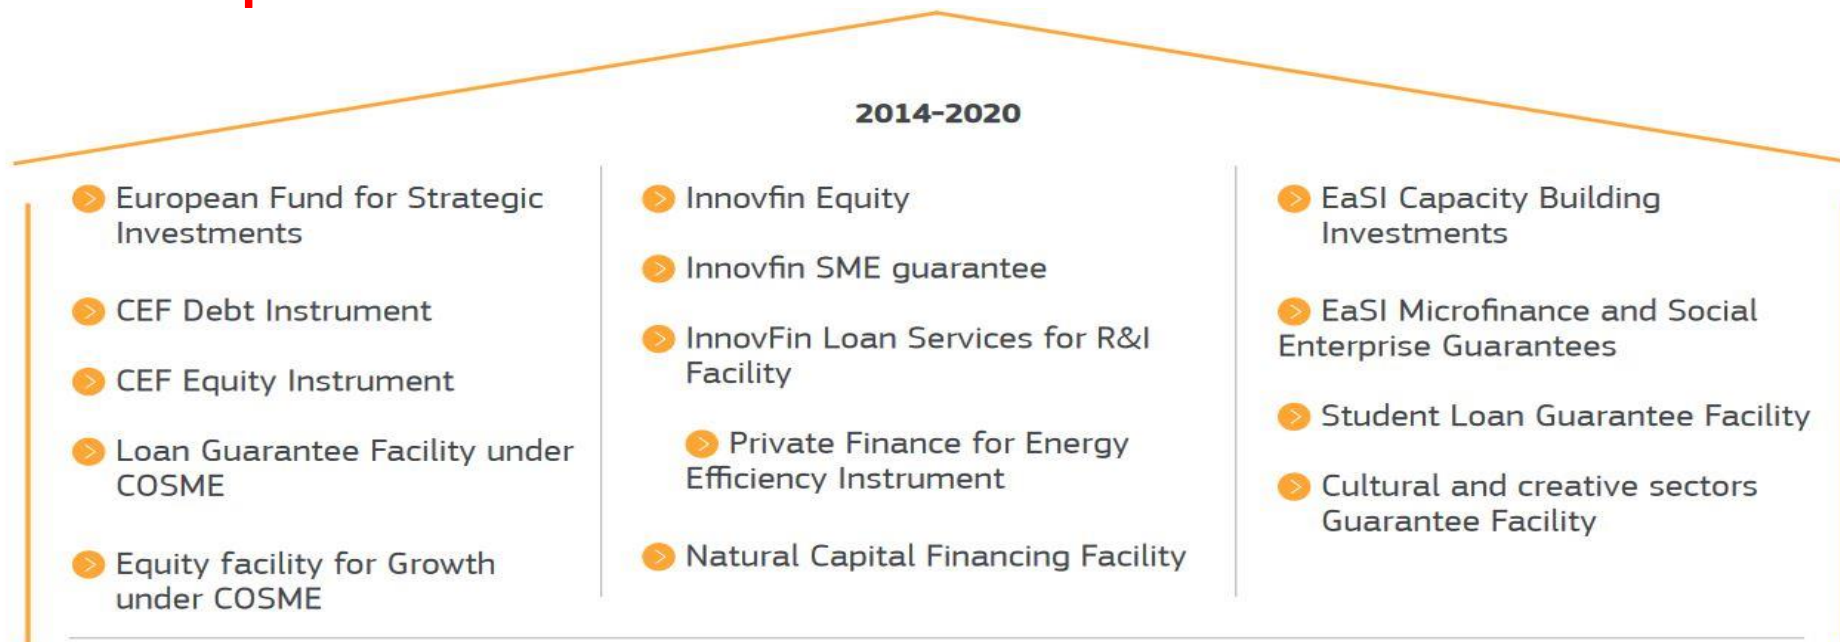 2014-2020
European Fund for Strategic
Investments
CEF Debt Instrument
CEF Equity Instrument
Loan Guarantee Facility under
COSME
Equity facility for Growth
under COSME
Innovfin Equity
Innovfin SME guarantee
InnovFin Loan Services for R&I
Facility
Private Finance for Energy
Efficiency Instrument
Natural Capital Financing Facility
EaSI Capacity Building
Investments
EaSI Microfinance and Social
Enterprise Guarantees
Student Loan Guarantee Facility
Cultural and creative sectors
Guarantee Facility